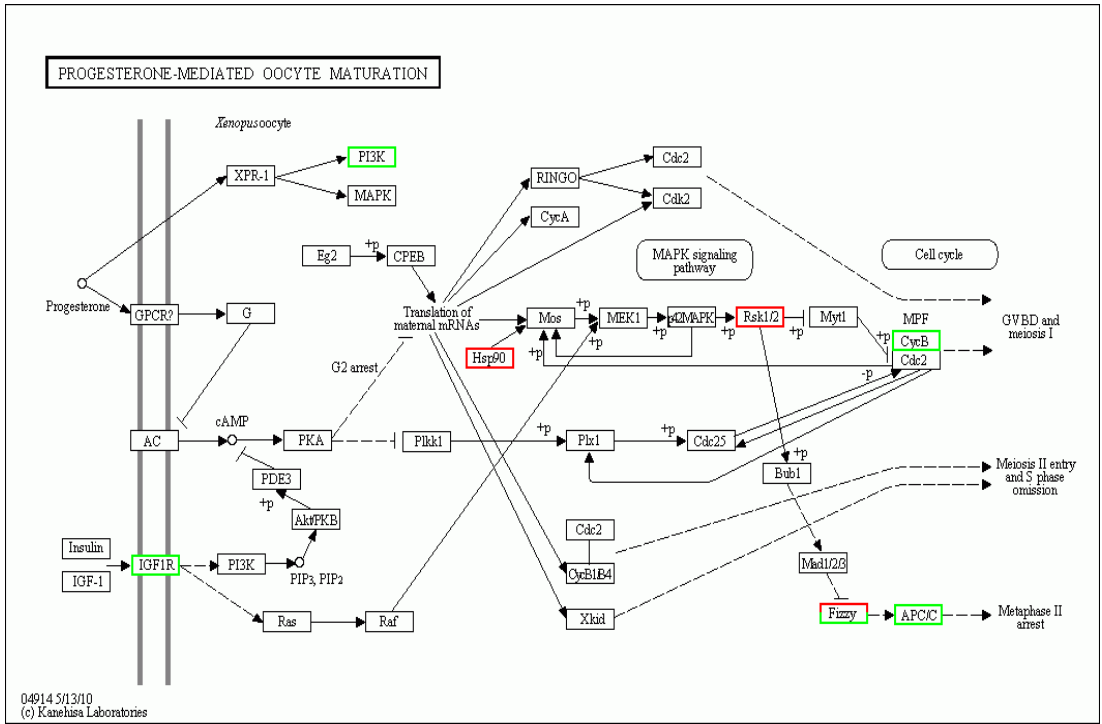 PROGESTERONE-MEDIATED OOCYTE MATURATION
Xenopus oocyte
PI3K
Cdc2
XPR-1
RINGO
MAPK
Cdk2
CycA
Eg2
+p
CPEB
MAPK signaling
pathway
Cell cycle
Progesterone
GPCR?
G
Translation of
maternal mRNAs
Mos
+p
MEK1
+p
p42MAPK
+p
Rsk1/2
+p
Myt1
+p
MPF
CycB
Cdc2
GVBD and
meiosis I
Hsp90
+p
+p
-p
G2 arrest
cAMP
AC
PKA
Plkk1
+p
Plx1
+p
Cdc25
PDE3
+p
+p
Bub1
Meiosis II entry
and S phase
omission
Akt/PKB
Cdc2
Insulin
IGF-1
IGF1R
PI3K
PIP3, PIP2
CycB1/B4
Mad1/2/3
Ras
Raf
Xkid
Fizzy
APC/C
Metaphase II
arrest
04914 5/13/10
(c) Kanehisa Laboratories